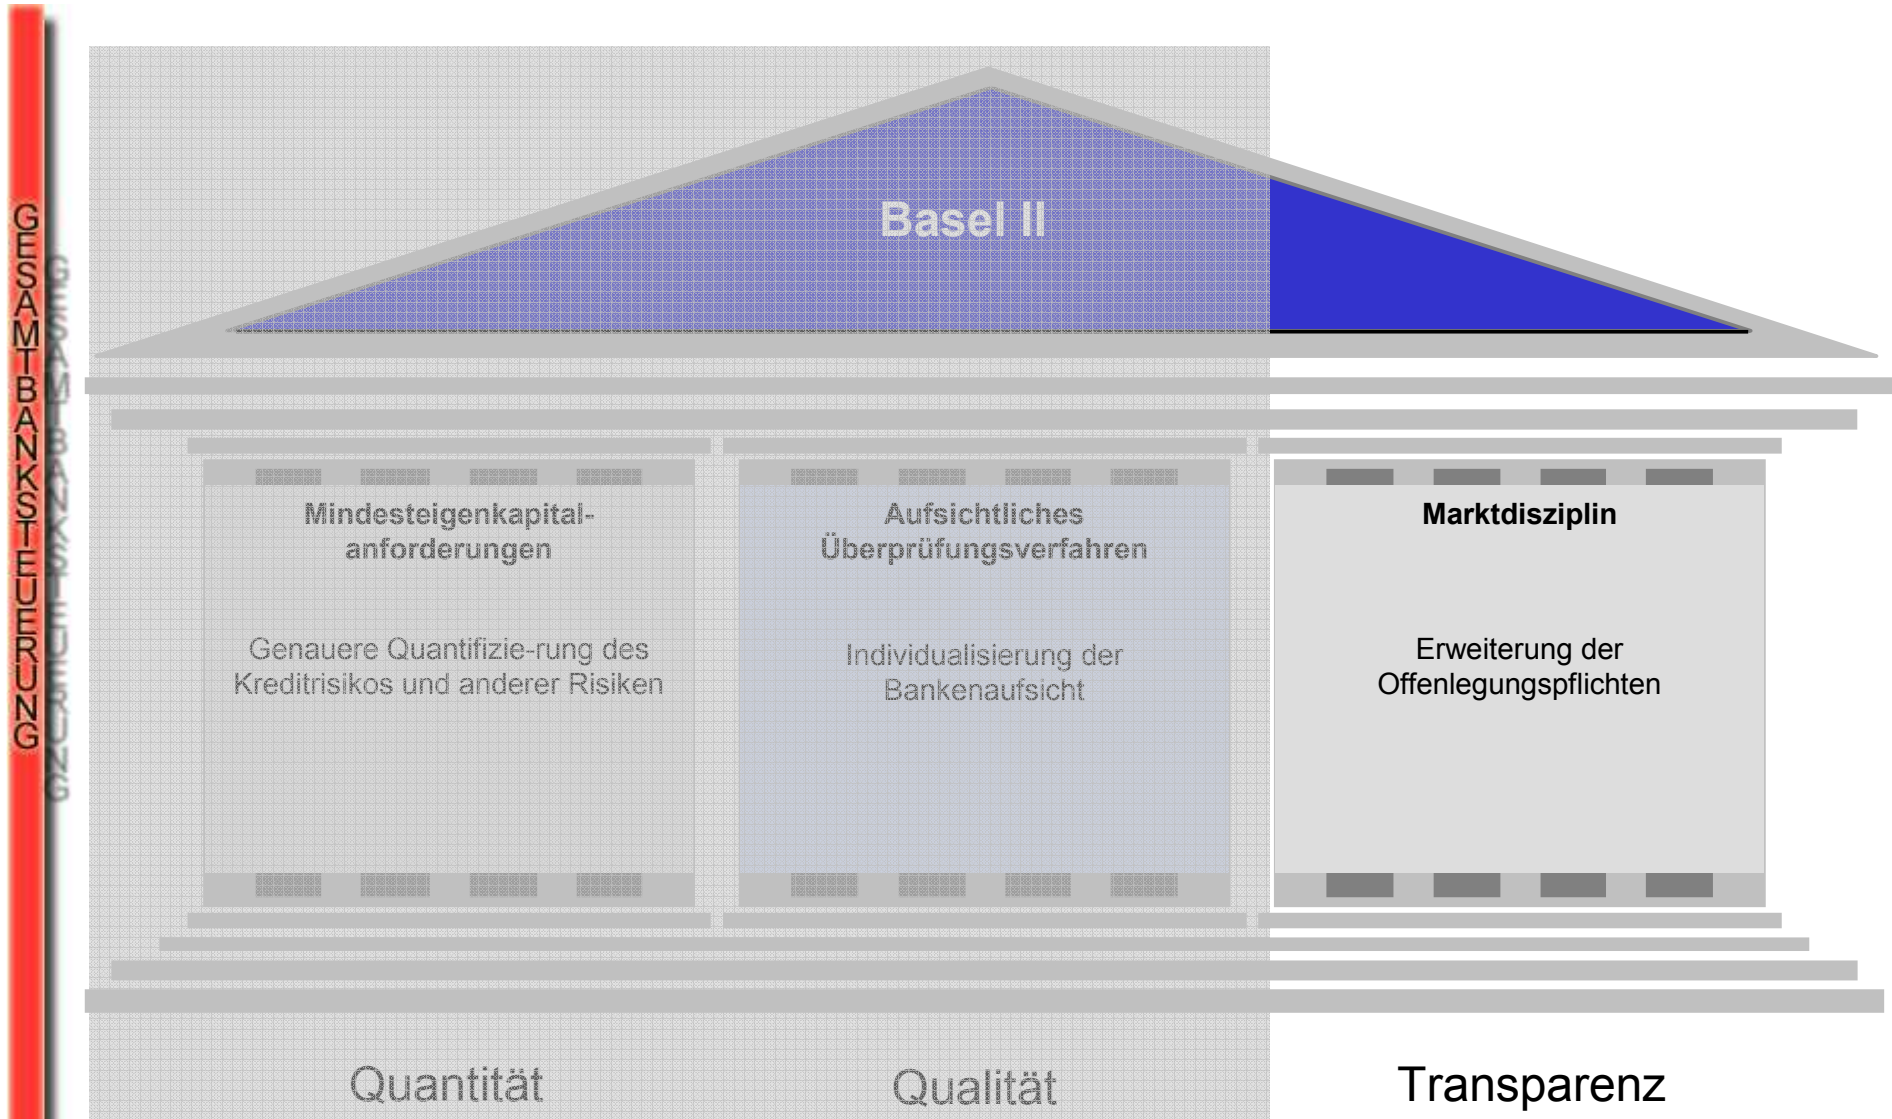 GESAMTBANKSTEUERUNG
Basel II
Mindesteigenkapital-
anforderungen
Genauere Quantifizie-rung des
Kreditrisikos und anderer Risiken
Aufsichtliches
Überprüfungsverfahren
Individualisierung der
Bankenaufsicht
Marktdisziplin
Erweiterung der
Offenlegungspflichten
Quantität
Qualität
Transparenz